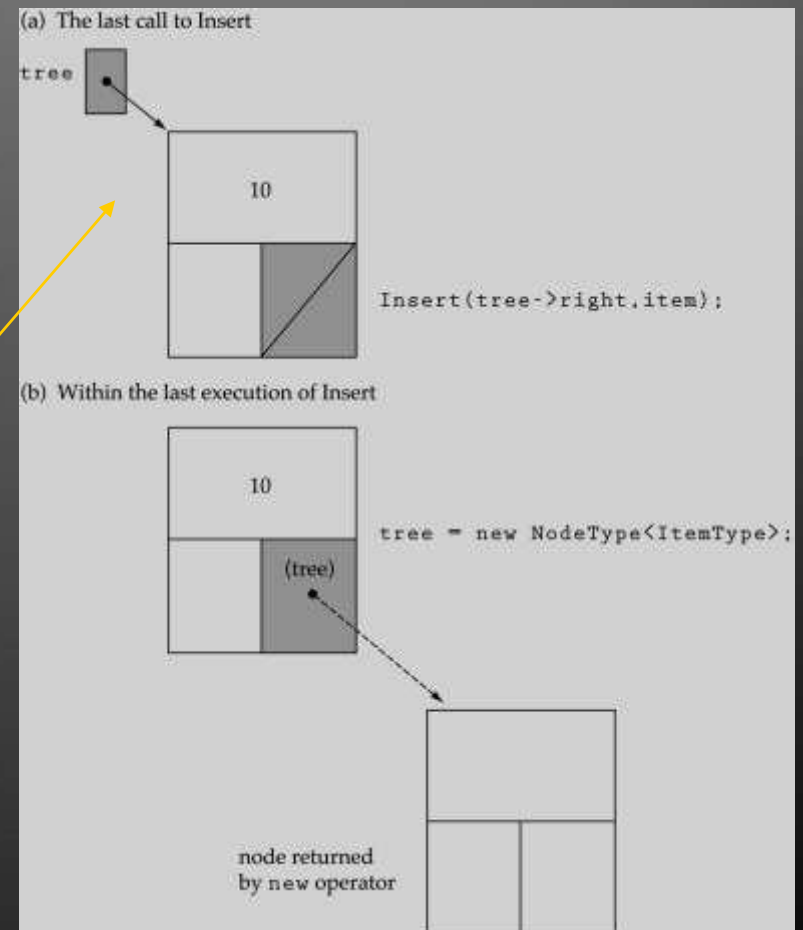 (a) The last call to Insert
tree
10
Insert(tree->right,item);
(b) Within the last execution of Insert
10
tree = new NodeType<ItemType>;
(tree)
node returned
by new operator